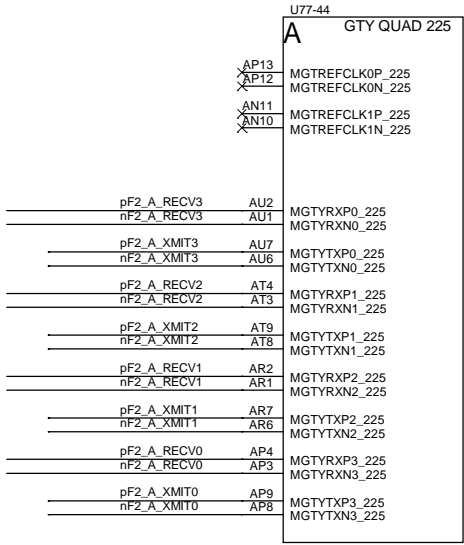 U77-44
A GTY QUAD 225
AP13 MGTREFCLK0P_225
AP12 MGTREFCLK0N_225
AN11 MGTREFCLK1P_225
AN10 MGTREFCLK1N_225
pF2_A_RECV3 AU2 MGTYRXP0_225
nF2_A_RECV3 AU1 MGTYRXN0_225
pF2_A_XMIT3 AU7 MGTYTXP0_225
nF2_A_XMIT3 AU6 MGTYTXN0_225
pF2_A_RECV2 AT4 MGTYRXP1_225
nF2_A_RECV2 AT3 MGTYRXN1_225
pF2_A_XMIT2 AT9 MGTYTXP1_225
nF2_A_XMIT2 AT8 MGTYTXN1_225
pF2_A_RECV1 AR2 MGTYRXP2_225
nF2_A_RECV1 AR1 MGTYRXN2_225
pF2_A_XMIT1 AR7 MGTYTXP2_225
nF2_A_XMIT1 AR6 MGTYTXN2_225
pF2_A_RECV0 AP4 MGTYRXP3_225
nF2_A_RECV0 AP3 MGTYRXN3_225
pF2_A_XMIT0 AP9 MGTYTXP3_225
nF2_A_XMIT0 AP8 MGTYTXN3_225